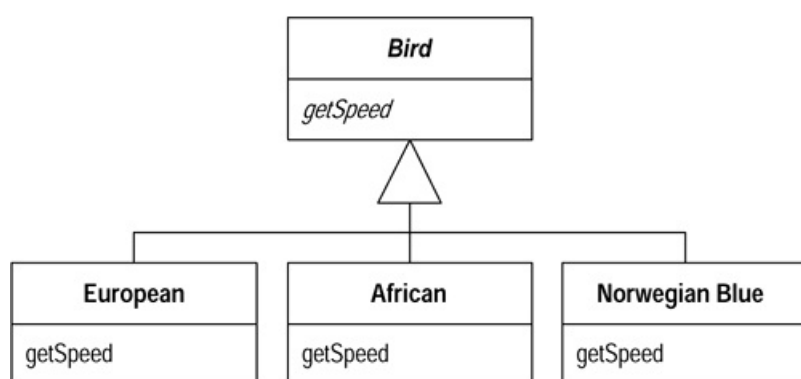 Bird
getSpeed
European
African
Norwegian Blue
getSpeed
getSpeed
getSpeed